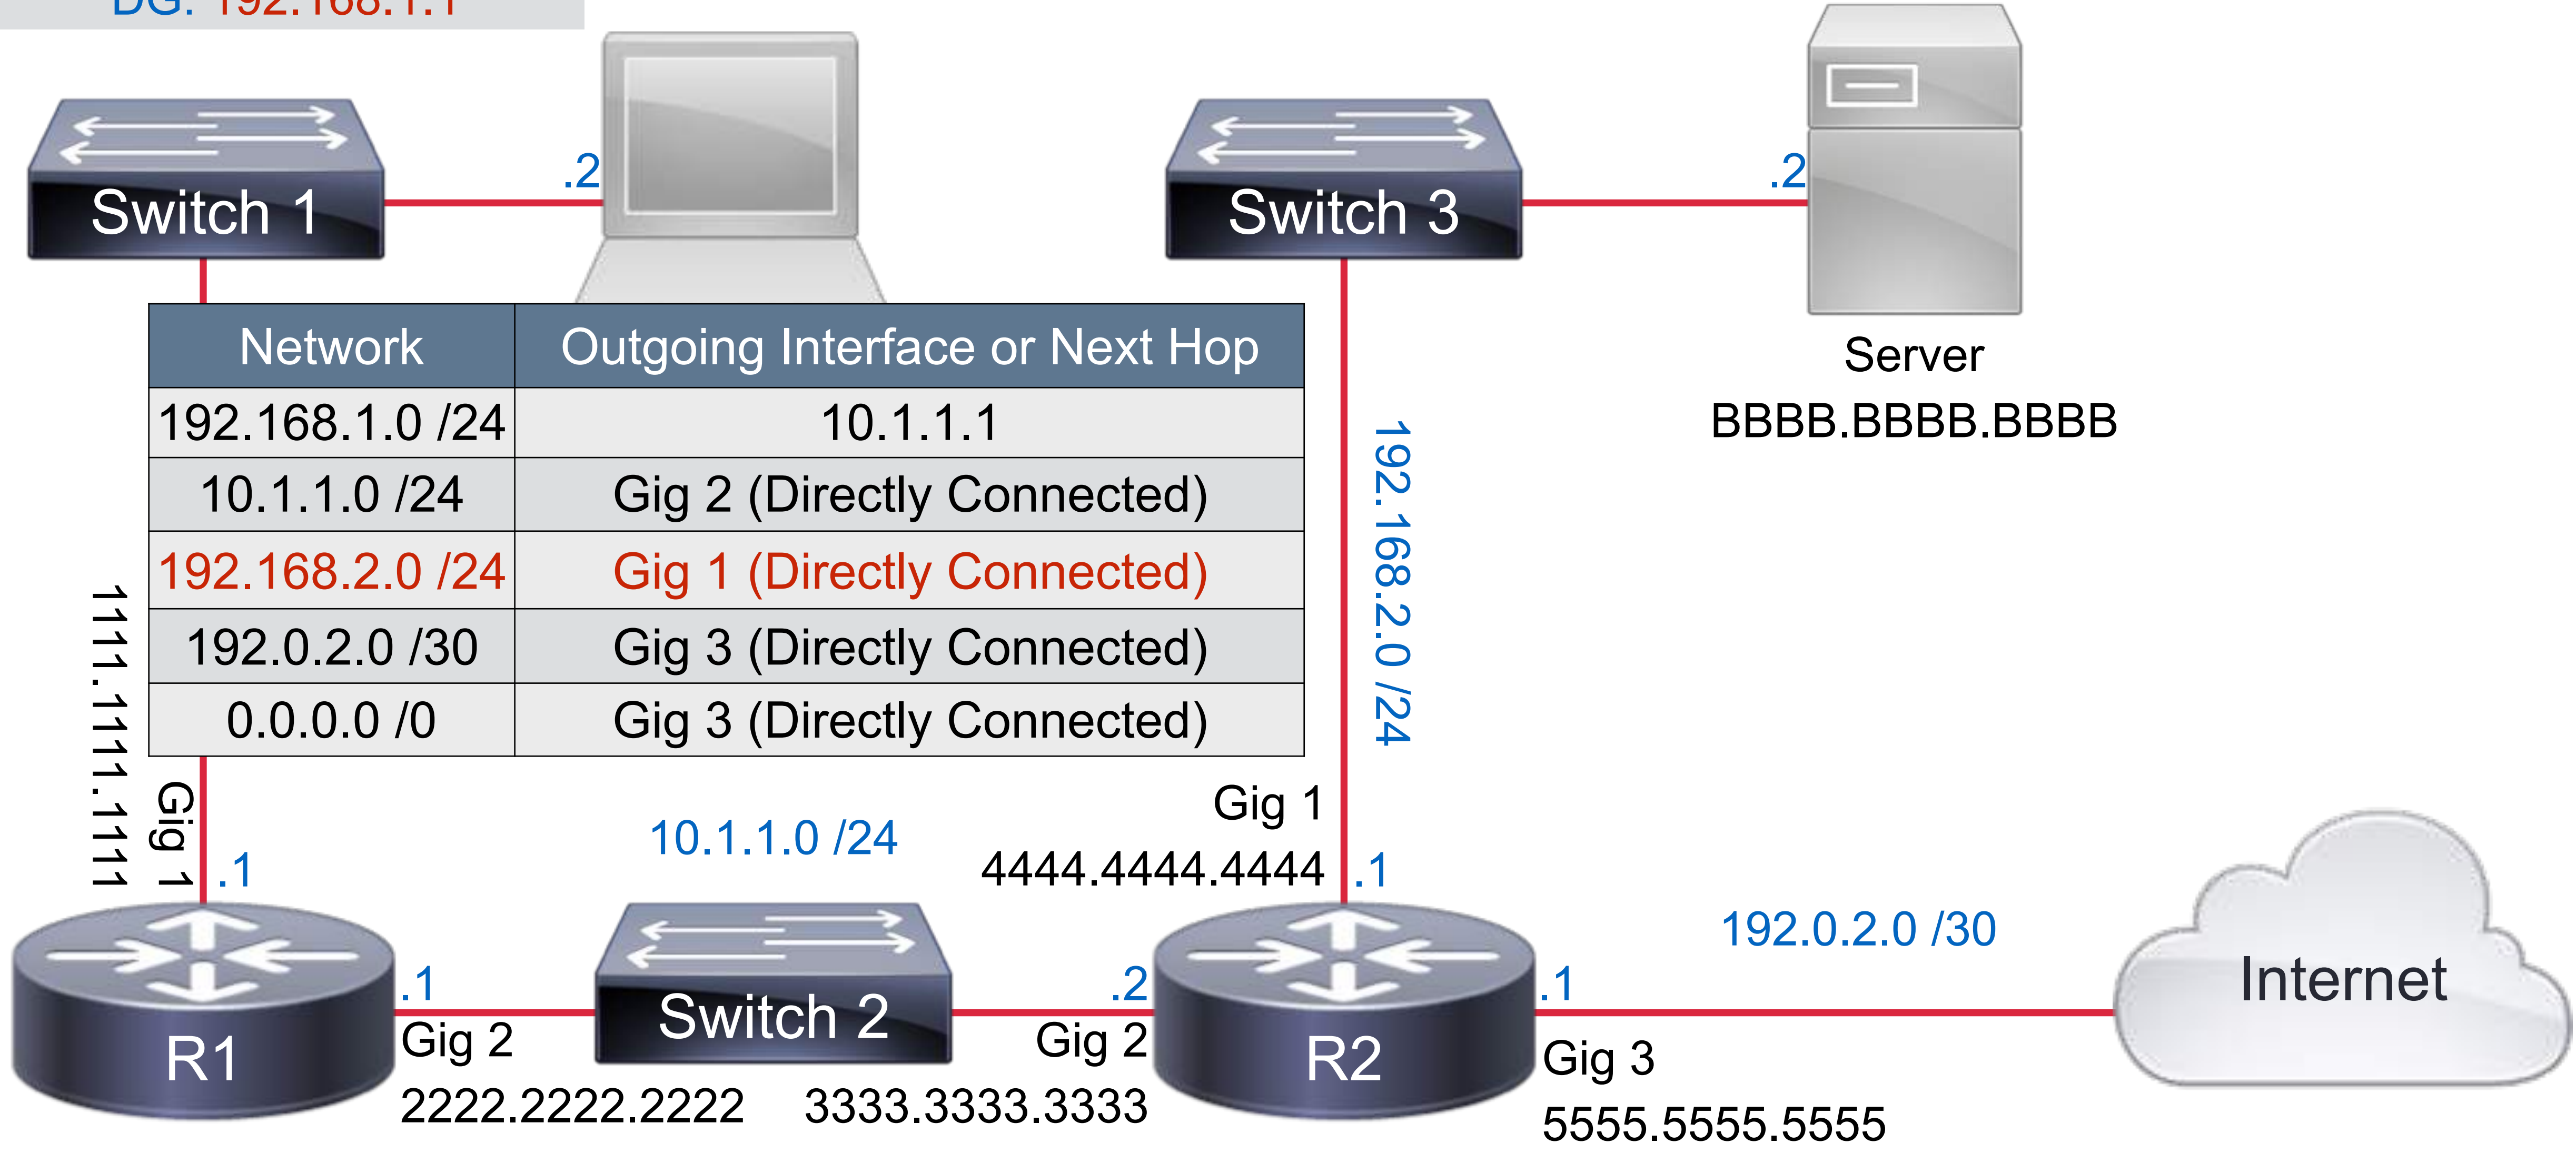 DG: 192.168.1.1
Switch 1
.2
Switch 3
.2
Server
BBBB.BBBB.BBBB
Network Outgoing Interface or Next Hop
192.168.1.0 /24 10.1.1.1
10.1.1.0 /24 Gig 2 (Directly Connected)
192.168.2.0 /24 Gig 1 (Directly Connected)
192.0.2.0 /30 Gig 3 (Directly Connected)
0.0.0.0 /0 Gig 3 (Directly Connected)
192.168.2.0 /24
1111.1111.1111
Gig 1
.1
10.1.1.0 /24
Gig 1
4444.4444.4444
.1
R1
.1
Gig 2
2222.2222.2222
Switch 2
.2
Gig 2
3333.3333.3333
R2
.1
Gig 3
5555.5555.5555
192.0.2.0 /30
Internet